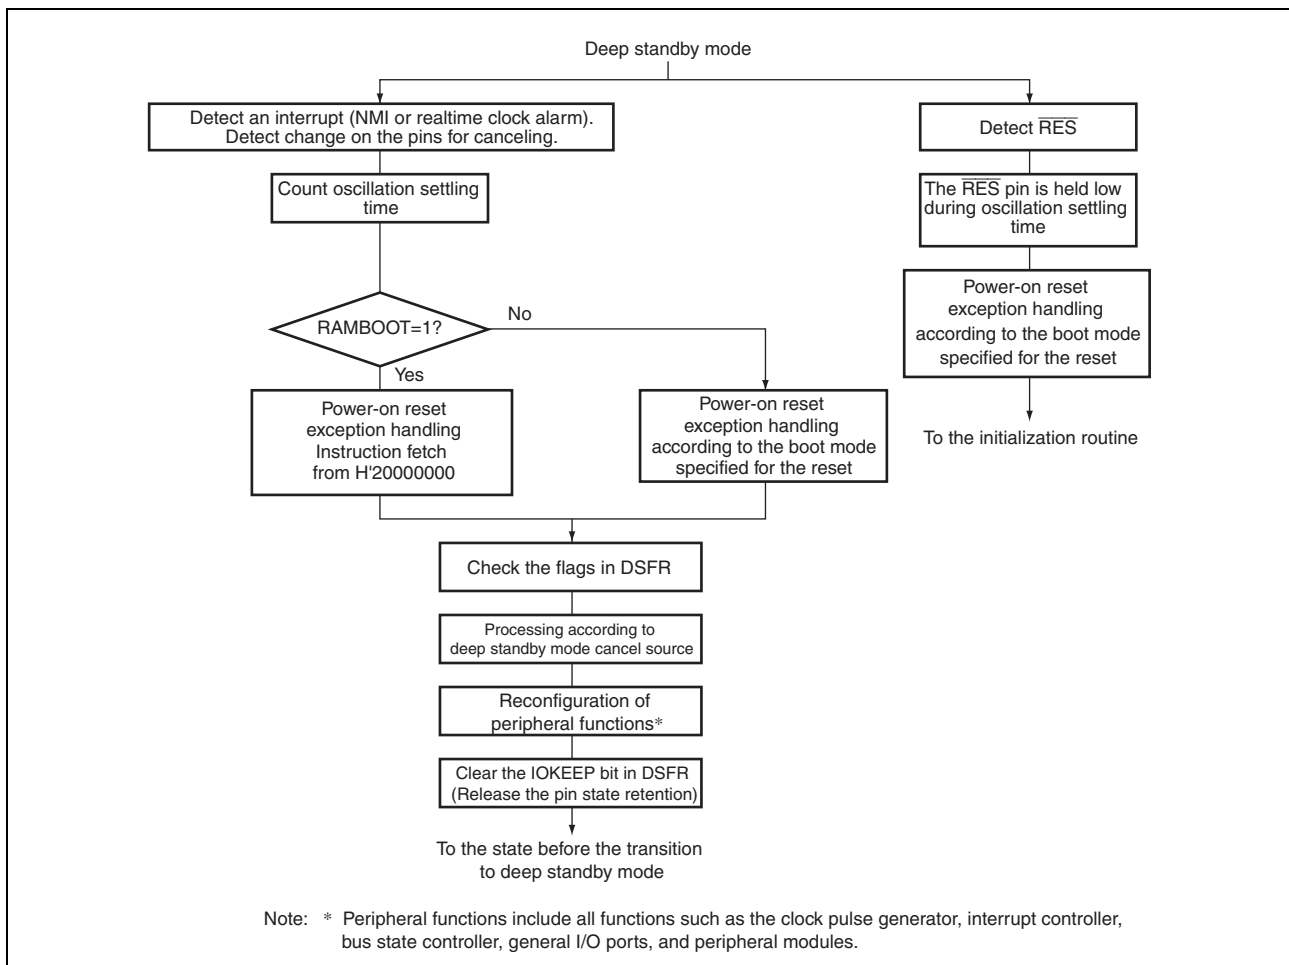 Deep standby mode
Detect an interrupt (NMI or realtime clock alarm).
Detect change on the pins for canceling.
Count oscillation settling
time
RAMBOOT=1?
No
Yes
Power-on reset
exception handling
Instruction fetch
from H'20000000
Power-on reset
exception handling
according to the boot mode
specified for the reset
Detect RES
The RES pin is held low
during oscillation settling
time
Power-on reset
exception handling
according to the boot mode
specified for the reset
To the initialization routine
Check the flags in DSFR
Processing according to
deep standby mode cancel source
Reconfiguration of
peripheral functions*
Clear the IOKEEP bit in DSFR
(Release the pin state retention)
To the state before the transition
to deep standby mode
Note: * Peripheral functions include all functions such as the clock pulse generator, interrupt controller,
bus state controller, general I/O ports, and peripheral modules.